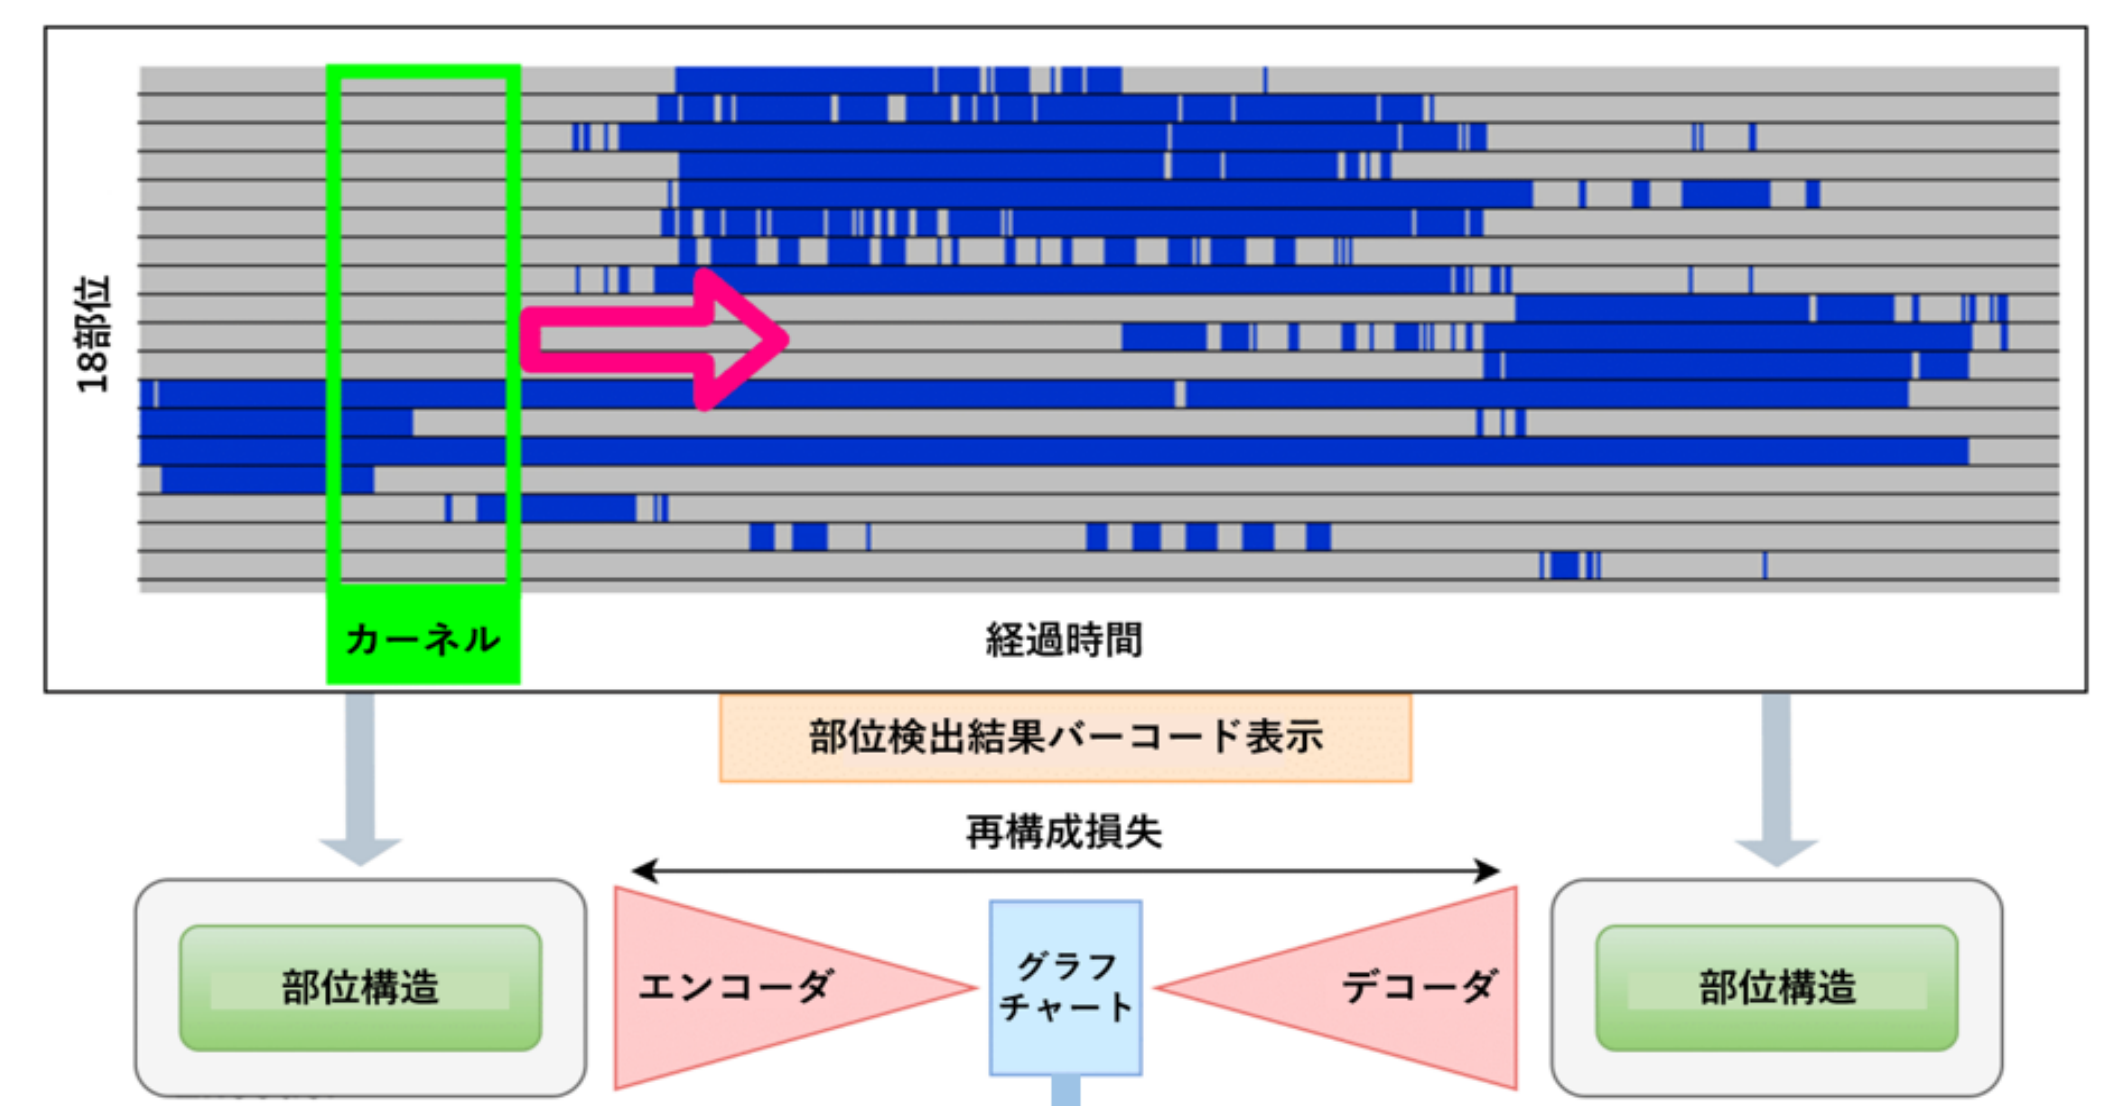 18部位
カーネル
経過時間
部位検出結果バーコード表示
再構成損失
部位構造
エンコーダ
グラフ
チャート
デコーダ
部位構造